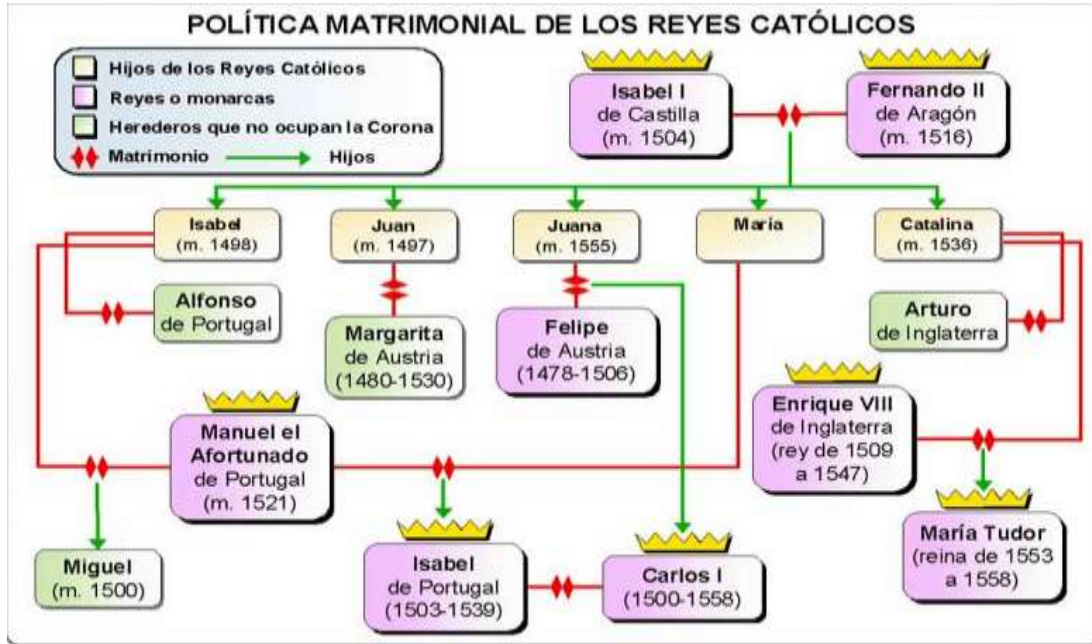 POLÍTICA MATRIMONIAL DE LOS REYES CATÓLICOS
Hijos de los Reyes Católicos
Reyes o monarcas
Herederos que no ocupan la Corona
Matrimonio
Hijos
Isabel I
de Castilla
(m. 1504)
Fernando II
de Aragón
(m. 1516)
Isabel
(m. 1498)
Juan
(m. 1497)
Juana
(m. 1555)
María
Catalina
(m. 1536)
Alfonso
de Portugal
Margarita
de Austria
(1480-1530)
Felipe
de Austria
(1478-1506)
Arturo
de Inglaterra
Manuel el
Afortunado
de Portugal
(m. 1521)
Enrique VIII
de Inglaterra
(rey de 1509
a 1547)
Miguel
(m. 1500)
Isabel
de Portugal
(1503-1539)
Carlos I
(1500-1558)
María Tudor
(reina de 1553
a 1558)